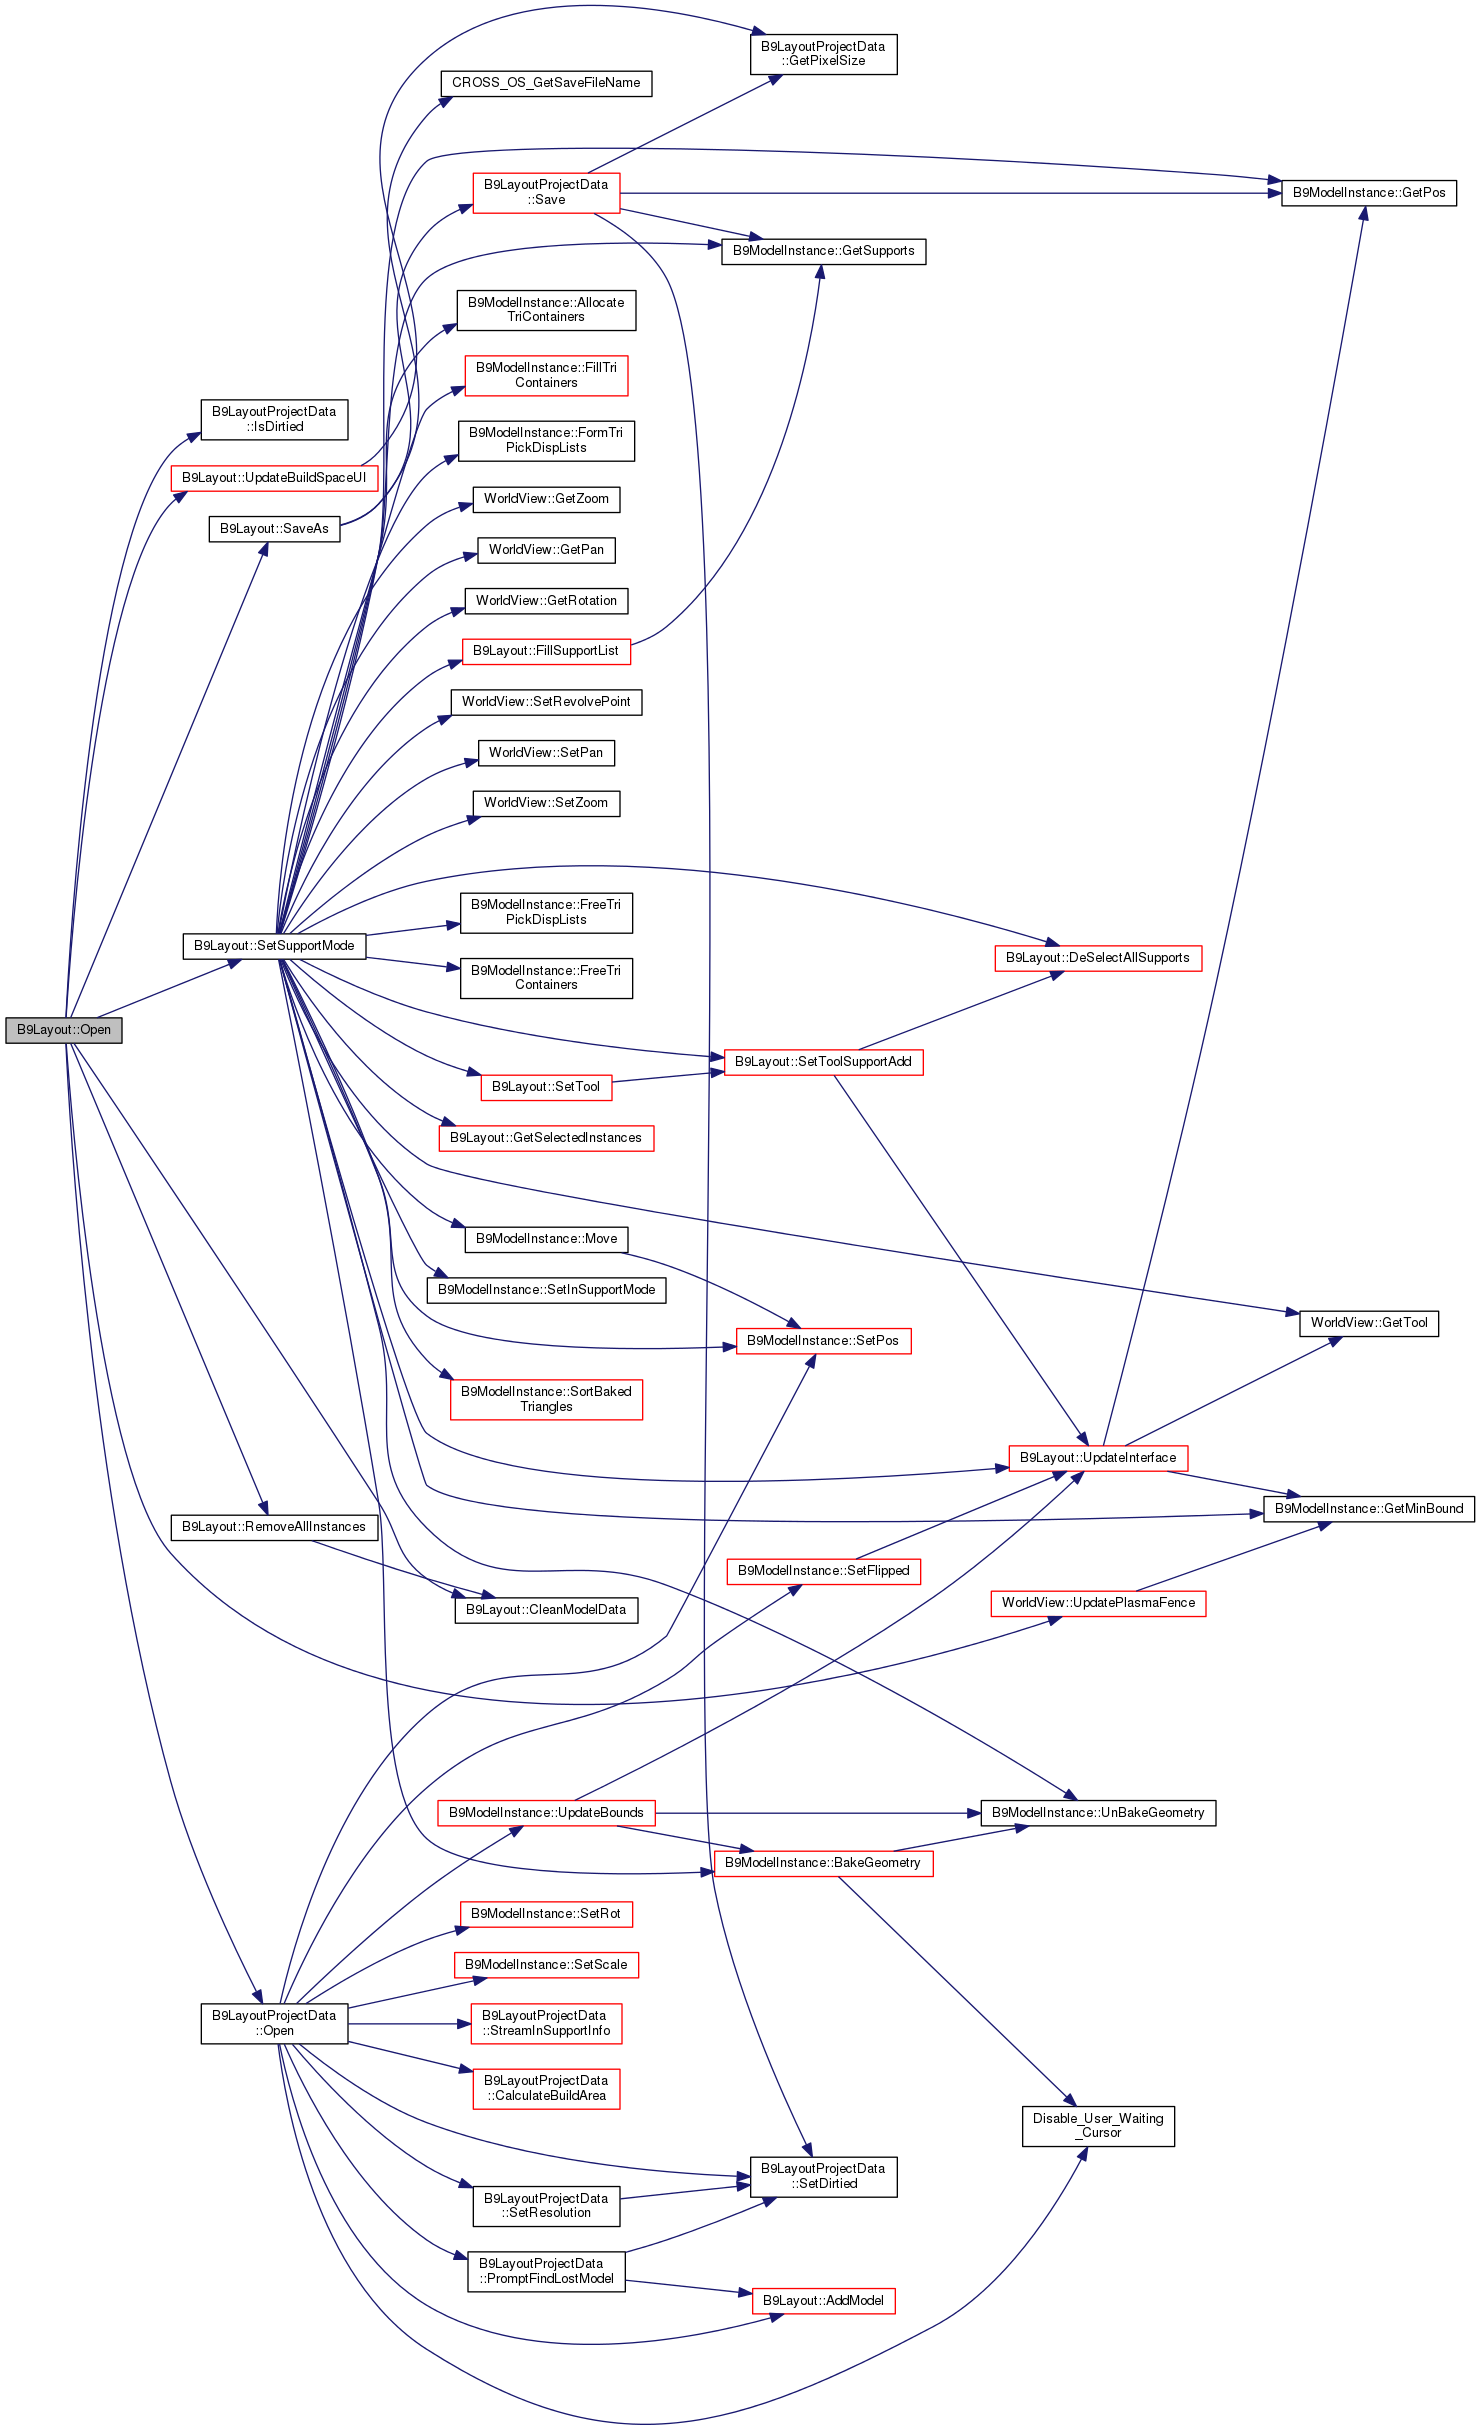 B9LayoutProjectData
::GetPixelSize
CROSS_OS_GetSaveFileName
B9LayoutProjectData
::Save
B9ModelInstance::GetPos
B9ModelInstance::GetSupports
B9ModelInstance::Allocate
TriContainers
B9ModelInstance::FillTri
Containers
B9LayoutProjectData
::IsDirtied
B9ModelInstance::FormTri
PickDispLists
B9Layout::UpdateBuildSpaceUI
WorldView::GetZoom
B9Layout::SaveAs
WorldView::GetPan
WorldView::GetRotation
B9Layout::FillSupportList
WorldView::SetRevolvePoint
WorldView::SetPan
WorldView::SetZoom
B9ModelInstance::FreeTri
PickDispLists
B9Layout::SetSupportMode
B9Layout::DeSelectAllSupports
B9ModelInstance::FreeTri
Containers
B9Layout::Open
B9Layout::SetToolSupportAdd
B9Layout::SetTool
B9Layout::GetSelectedInstances
B9ModelInstance::Move
B9ModelInstance::SetInSupportMode
WorldView::GetTool
B9ModelInstance::SetPos
B9ModelInstance::SortBaked
Triangles
B9Layout::UpdateInterface
B9ModelInstance::GetMinBound
B9Layout::RemoveAllInstances
B9ModelInstance::SetFlipped
WorldView::UpdatePlasmaFence
B9Layout::CleanModelData
B9ModelInstance::UpdateBounds
B9ModelInstance::UnBakeGeometry
B9ModelInstance::BakeGeometry
B9ModelInstance::SetRot
B9ModelInstance::SetScale
B9LayoutProjectData
::Open
B9LayoutProjectData
::StreamInSupportInfo
B9LayoutProjectData
::CalculateBuildArea
Disable_User_Waiting
_Cursor
B9LayoutProjectData
::SetDirtied
B9LayoutProjectData
::SetResolution
B9LayoutProjectData
::PromptFindLostModel
B9Layout::AddModel